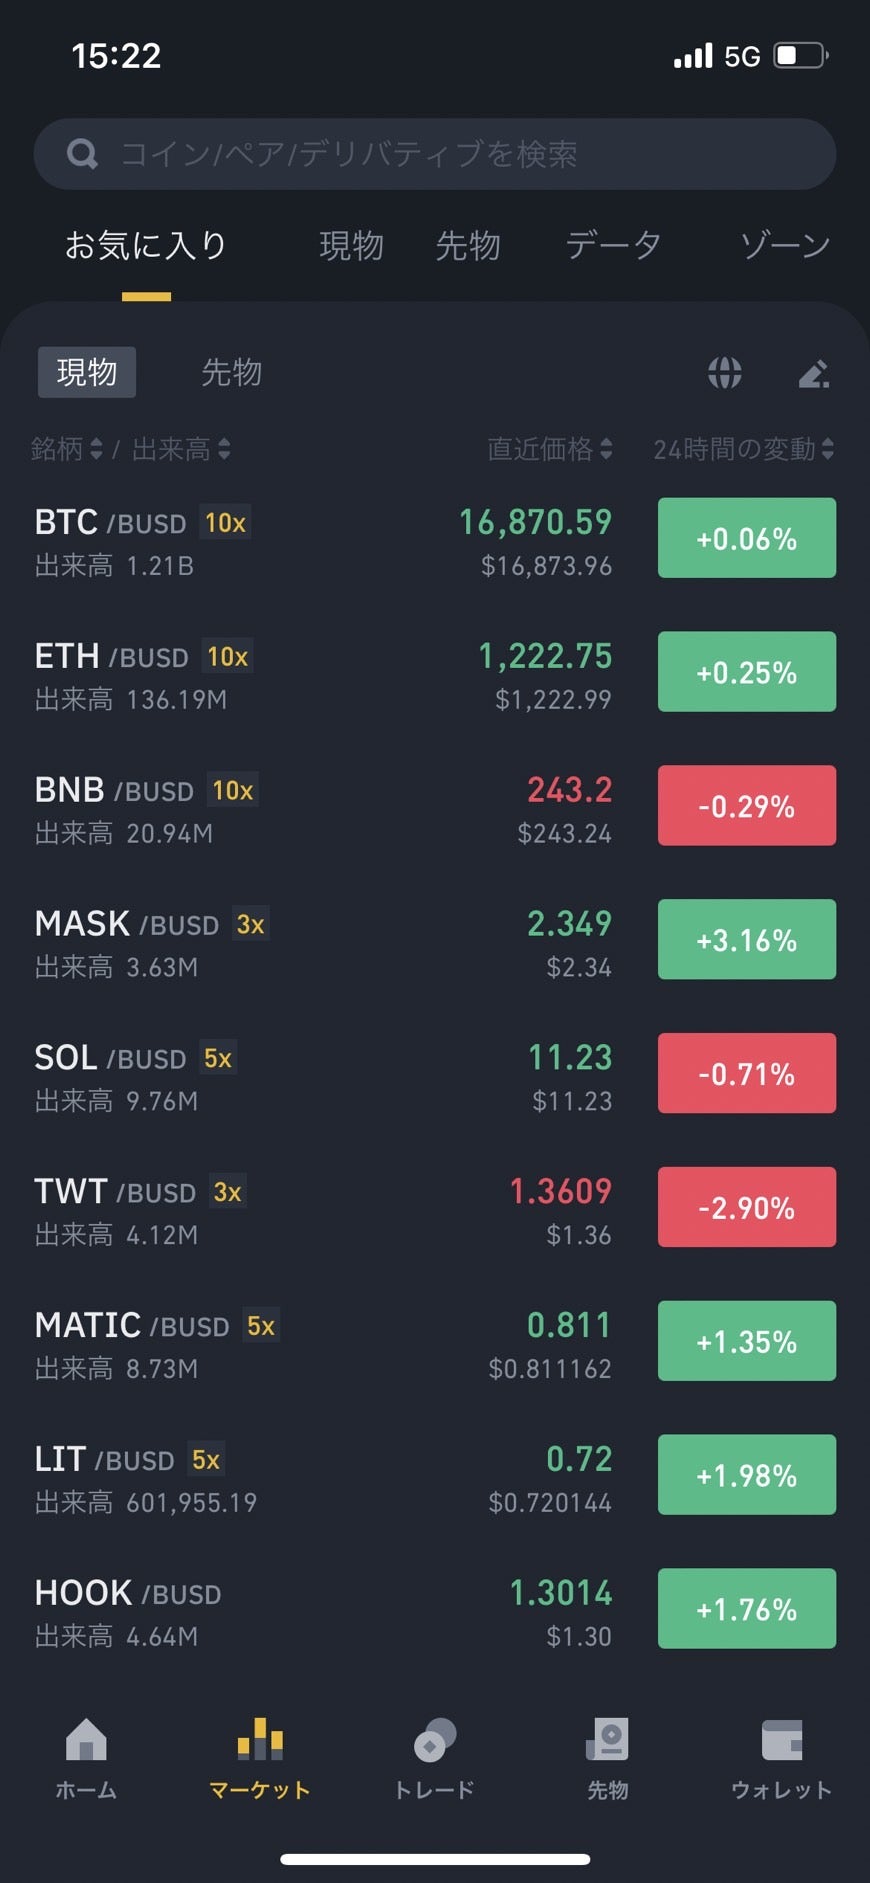 15:22 5G
コイン/ペア/デリバティブを検索
お気に入り 現物 先物 データ ゾーン
現物 先物
銘柄 / 出来高 直近価格 24時間の変動
BTC /BUSD 10x 16,870.59 +0.06%
出来高 1.21B $16,873.96
ETH /BUSD 10x 1,222.75 +0.25%
出来高 136.19M $1,222.99
BNB /BUSD 10x 243.2 -0.29%
出来高 20.94M $243.24
MASK /BUSD 3x 2.349 +3.16%
出来高 3.63M $2.34
SOL /BUSD 5x 11.23 -0.71%
出来高 9.76M $11.23
TWT /BUSD 3x 1.3609 -2.90%
出来高 4.12M $1.36
MATIC /BUSD 5x 0.811 +1.35%
出来高 8.73M $0.811162
LIT /BUSD 5x 0.72 +1.98%
出来高 601,955.19 $0.720144
HOOK /BUSD 1.3014 +1.76%
出来高 4.64M $1.30
ホーム マーケット トレード 先物 ウォレット